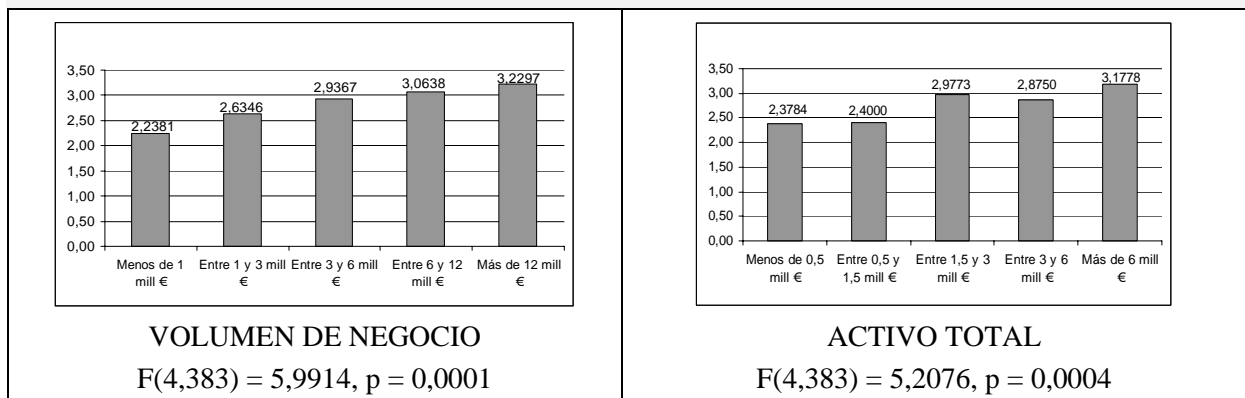 3,50
3,00
2,50
2,00
1,50
1,00
0,50
0,00
2,2381
2,6346
2,9367
3,0638
3,2297
Menos de 1 mill €
Entre 1 y 3 mill €
Entre 3 y 6 mill €
Entre 6 y 12 mill €
Más de 12 mill €
VOLUMEN DE NEGOCIO
F(4,383) = 5,9914, p = 0,0001
3,50
3,00
2,50
2,00
1,50
1,00
0,50
0,00
2,3784
2,4000
2,9773
2,8750
3,1778
Menos de 0,5 mill €
Entre 0,5 y 1,5 mill €
Entre 1,5 y 3 mill €
Entre 3 y 6 mill €
Más de 6 mill €
ACTIVO TOTAL
F(4,383) = 5,2076, p = 0,0004